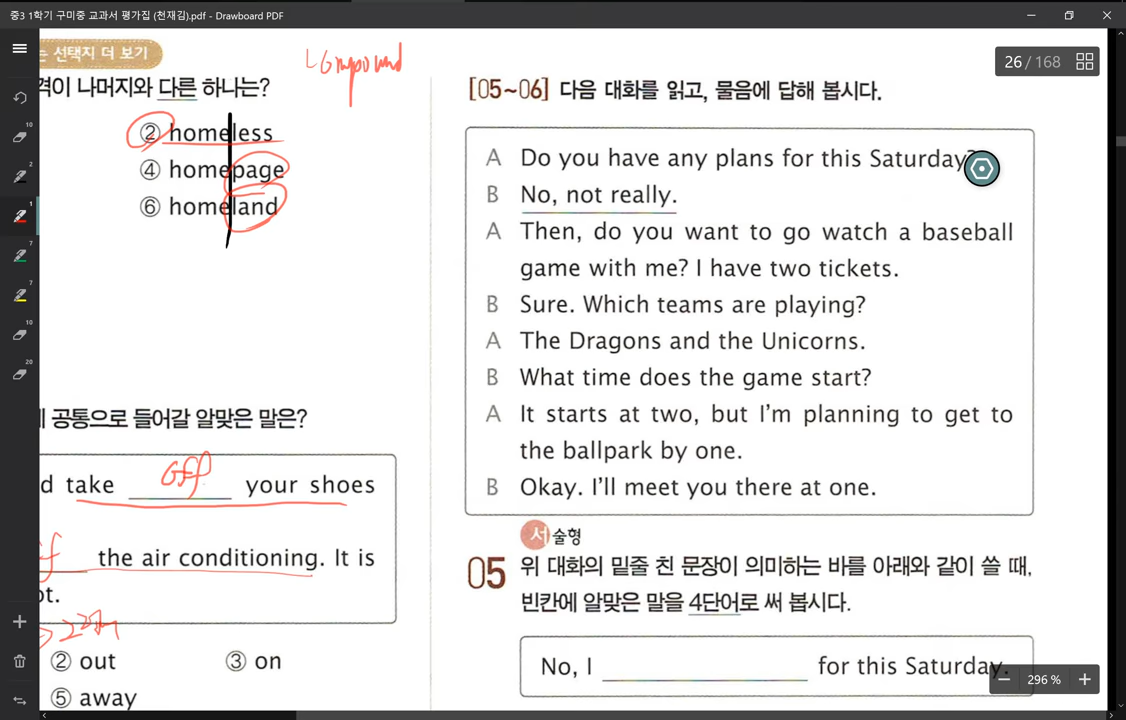 중3 1학기 구미중 교과서 평가집 (천재김).pdf - Drawboard PDF
26 / 168
는 선택지 더 보기
Compound
격이 나머지와 다른 하나는?
② homeless
④ homepage
⑥ homeland
공통으로 들어갈 알맞은 말은?
d take off your shoes
the air conditioning. It is
ot.
② out ③ on
⑤ away
[05~06] 다음 대화를 읽고, 물음에 답해 봅시다.
A Do you have any plans for this Saturday?
B No, not really.
A Then, do you want to go watch a baseball
game with me? I have two tickets.
B Sure. Which teams are playing?
A The Dragons and the Unicorns.
B What time does the game start?
A It starts at two, but I'm planning to get to
the ballpark by one.
B Okay. I'll meet you there at one.
서술형
05 위 대화의 밑줄 친 문장이 의미하는 바를 아래와 같이 쓸 때,
빈칸에 알맞은 말을 4단어로 써 봅시다.
No, I for this Saturday.
296 %
10
2
1
7
7
10
20